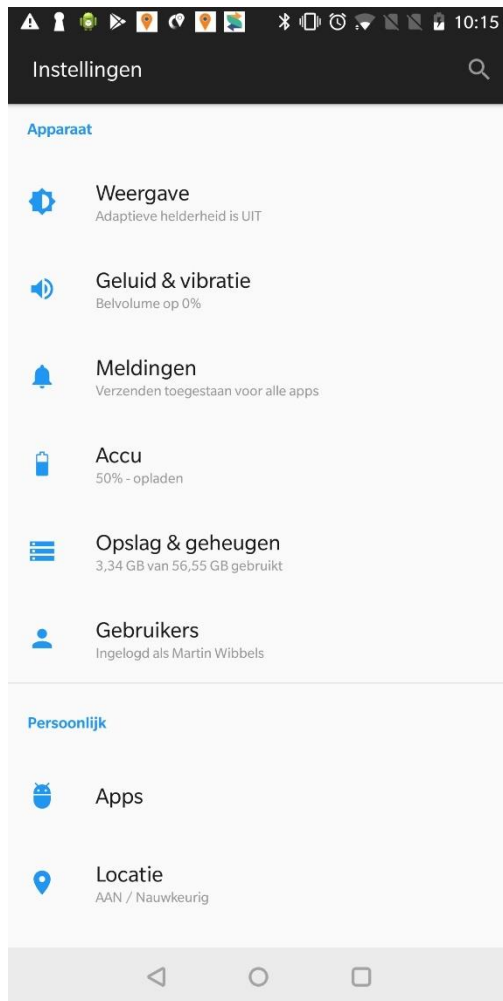 10:15
Instellingen
Apparaat
Weergave
Adaptieve helderheid is UIT
Geluid & vibratie
Belvolume op 0%
Meldingen
Verzenden toegestaan voor alle apps
Accu
50% - opladen
Opslag & geheugen
3,34 GB van 56,55 GB gebruikt
Gebruikers
Ingelogd als Martin Wibbels
Persoonlijk
Apps
Locatie
AAN / Nauwkeurig